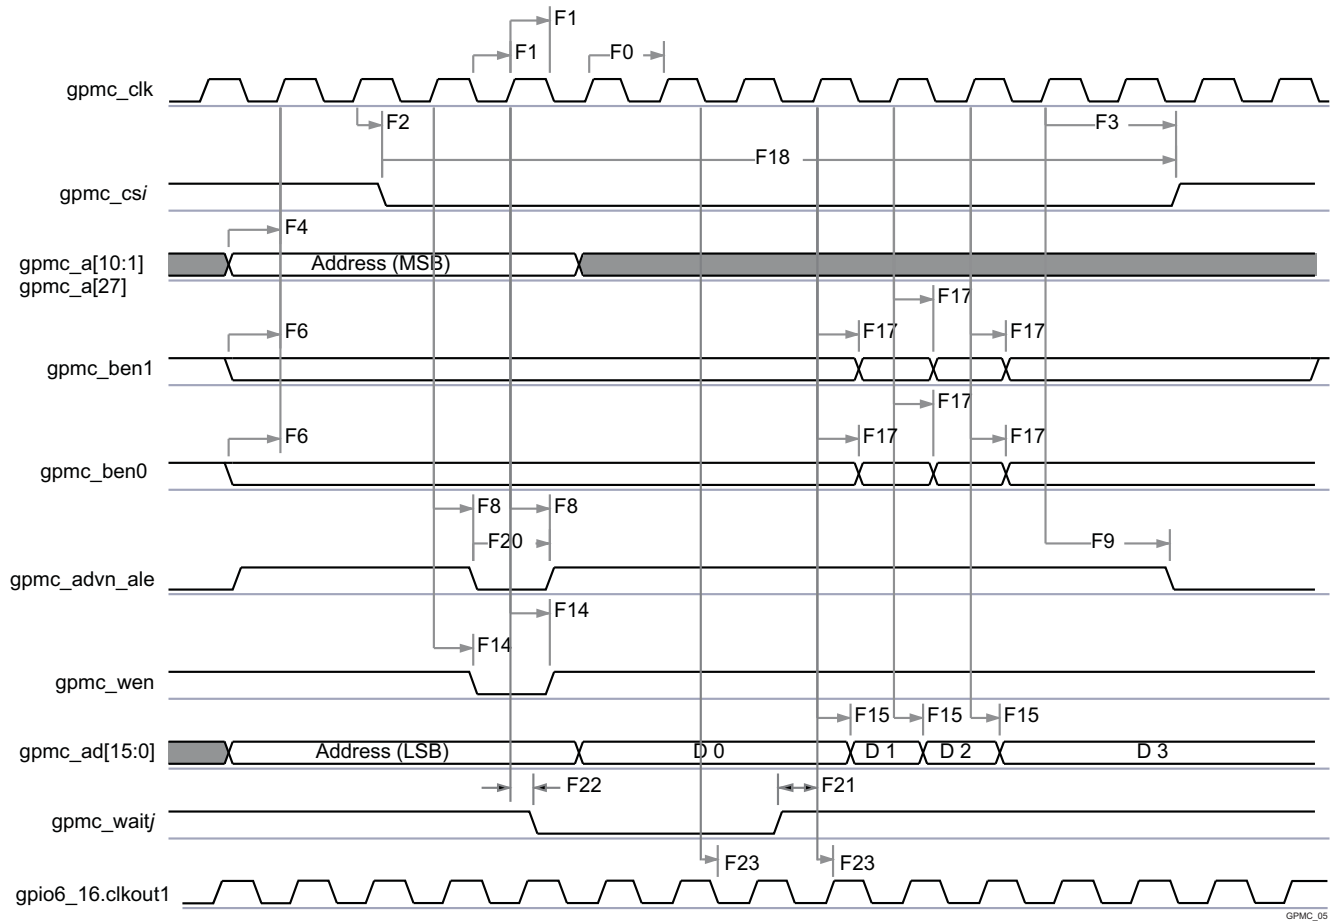 F1
F1
F0
gpmc_clk
F2
F3
F18
gpmc_csi
F4
gpmc_a[10:1]
gpmc_a[27]
Address (MSB)
F17
F6
F17
F17
gpmc_ben1
F17
F6
F17
F17
gpmc_ben0
F8
F8
F20
F9
gpmc_advn_ale
F14
F14
gpmc_wen
F15
F15
F15
gpmc_ad[15:0]
Address (LSB)
D 0
D 1
D 2
D 3
F22
F21
gpmc_waitj
F23
F23
gpio6_16.clkout1
GPMC_05